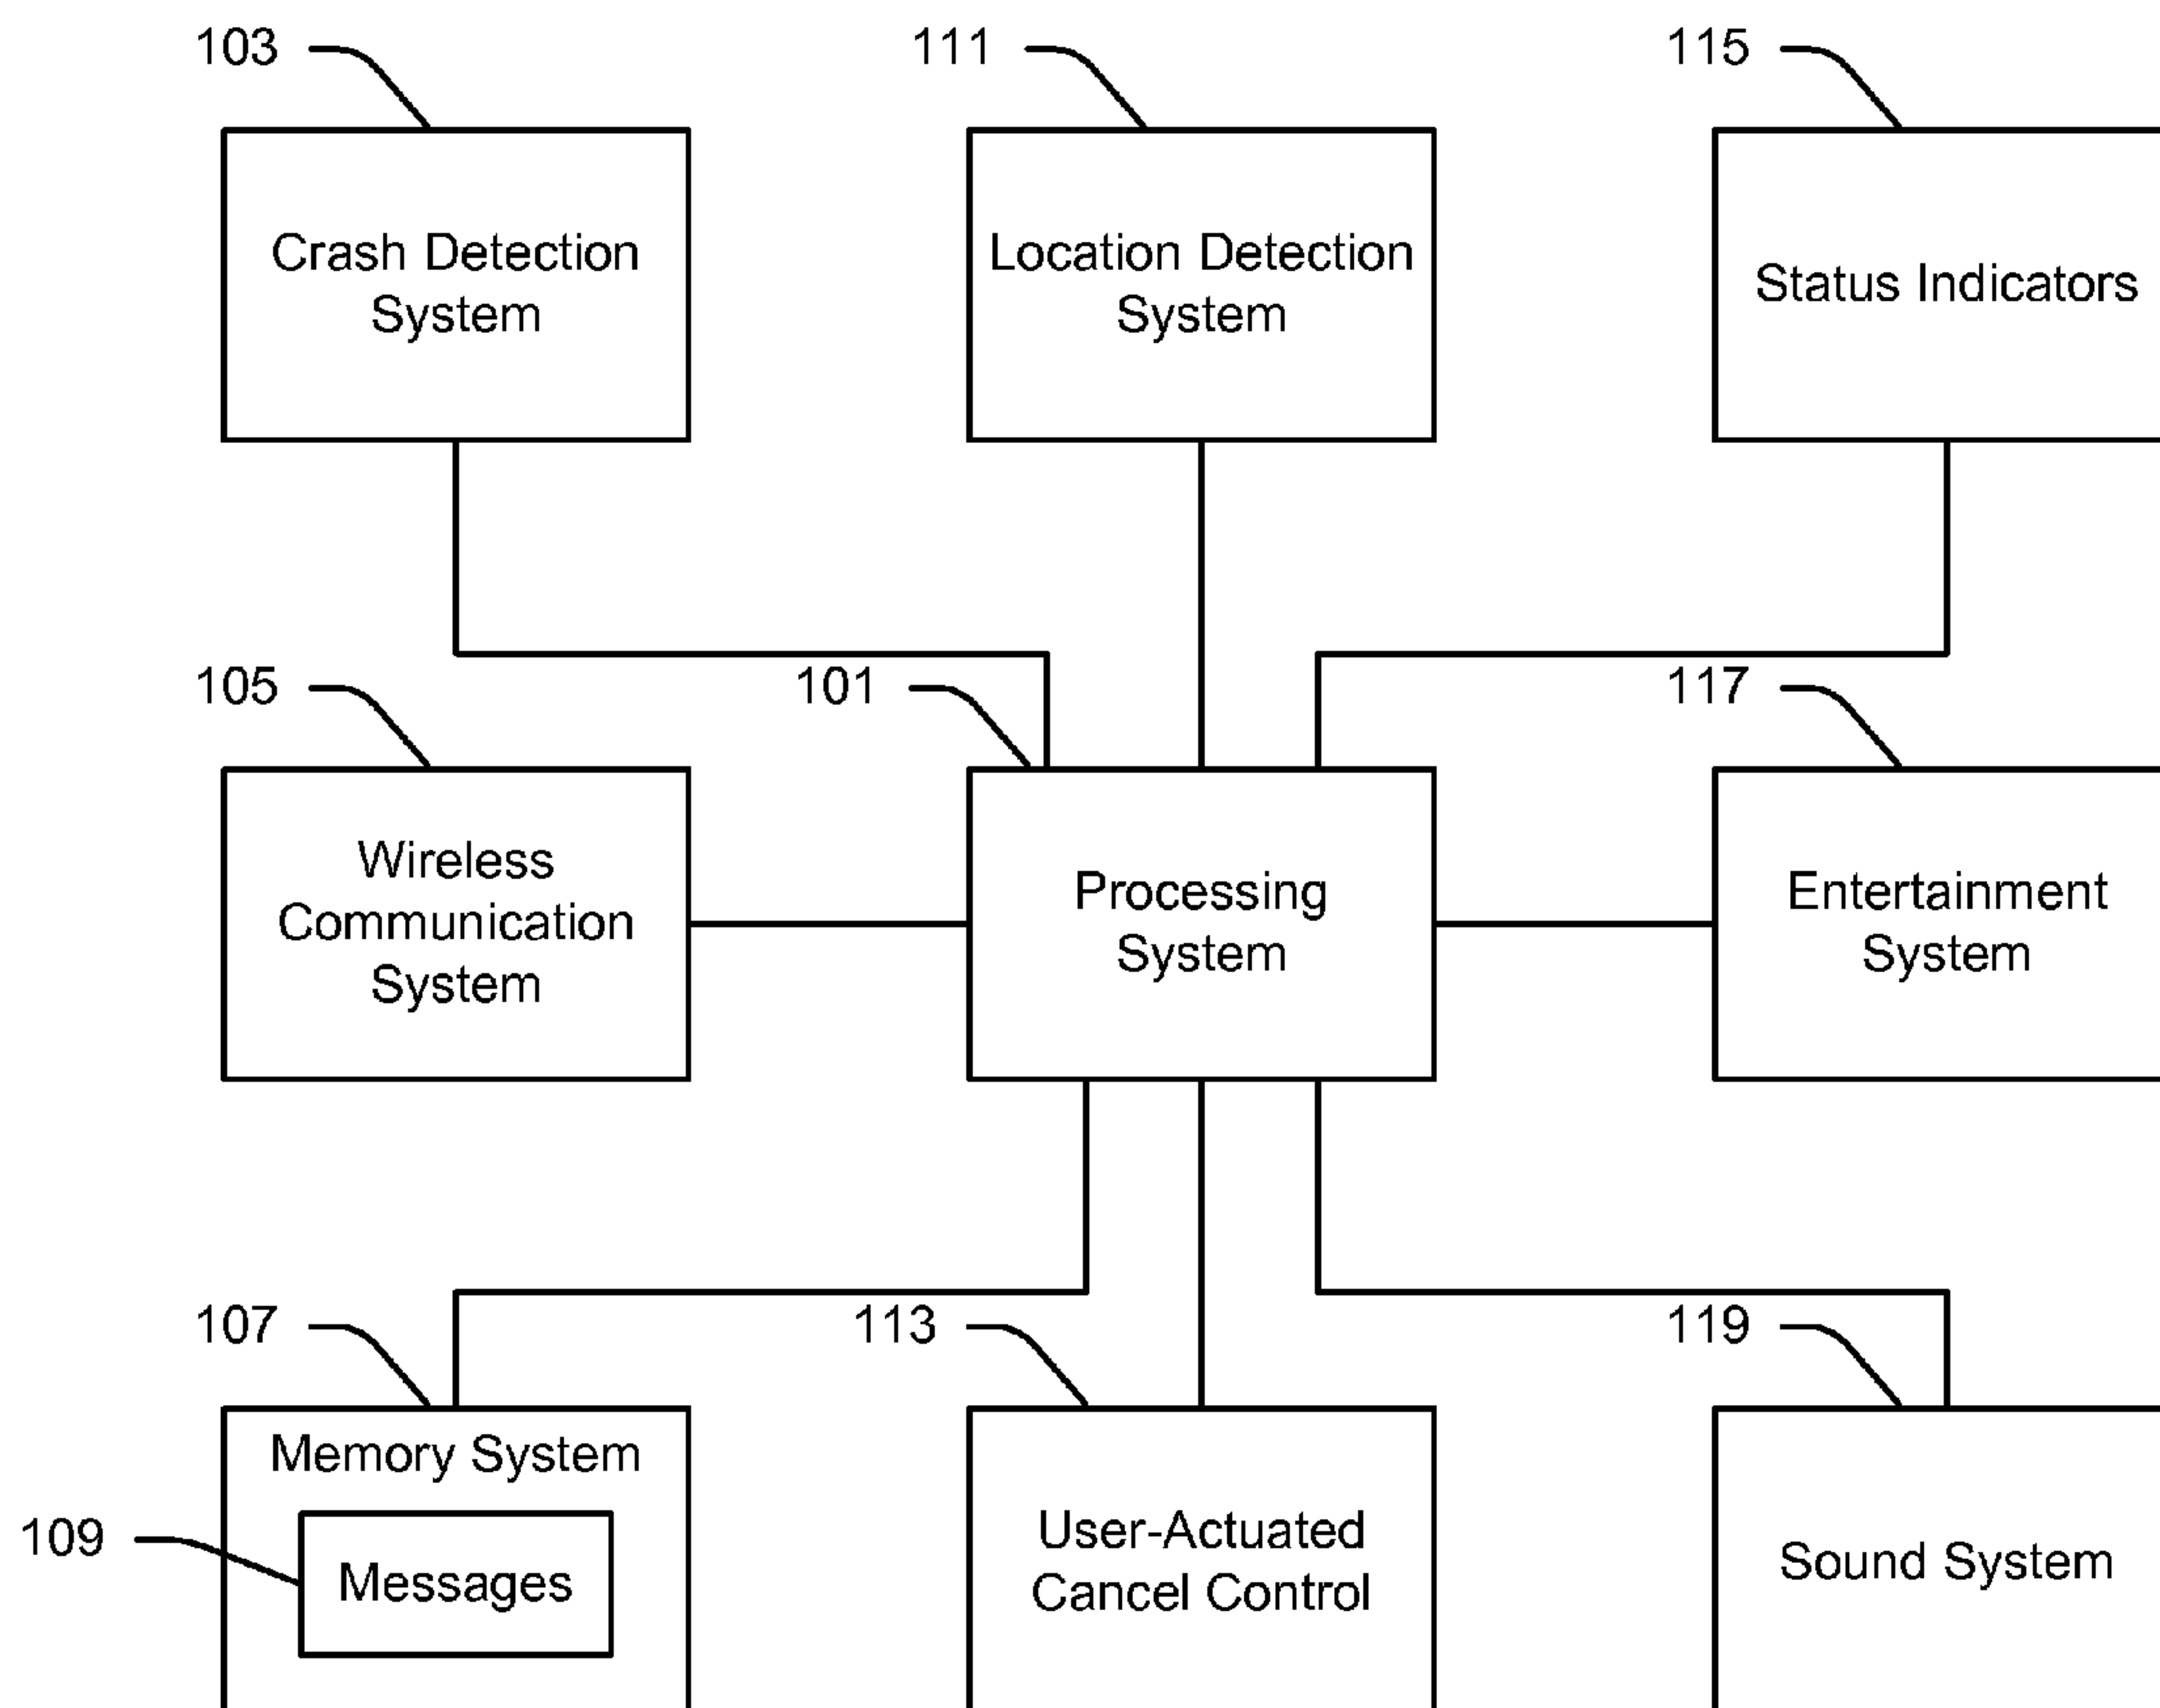 103
111
115
Crash Detection
System
Location Detection
System
Status Indicators
105
101
117
Wireless
Communication
System
Processing
System
Entertainment
System
107
113
119
Memory System
109
Messages
User-Actuated
Cancel Control
Sound System